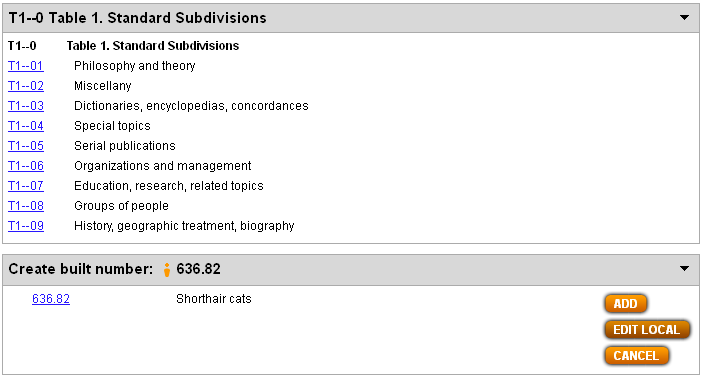 T1--0 Table 1. Standard Subdivisions
T1--0 Table 1. Standard Subdivisions
T1--01 Philosophy and theory
T1--02 Miscellany
T1--03 Dictionaries, encyclopedias, concordances
T1--04 Special topics
T1--05 Serial publications
T1--06 Organizations and management
T1--07 Education, research, related topics
T1--08 Groups of people
T1--09 History, geographic treatment, biography
Create built number: 636.82
636.82 Shorthair cats
ADD
EDIT LOCAL
CANCEL